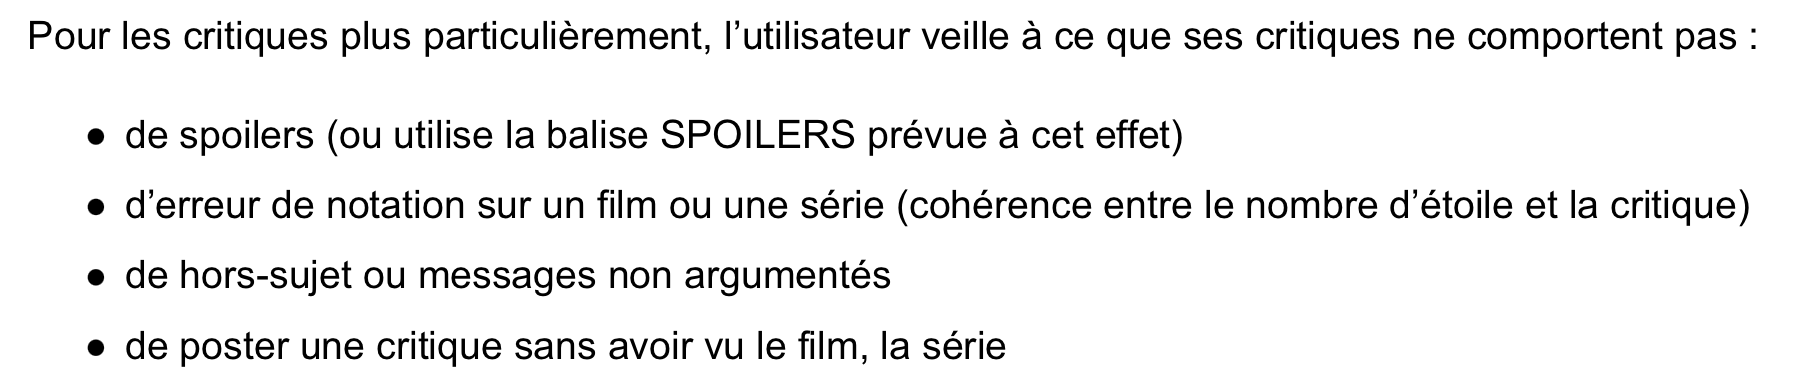 Pour les critiques plus particulièrement, l’utilisateur veille à ce que ses critiques ne comportent pas :
● de spoilers (ou utilise la balise SPOILERS prévue à cet effet)
● d’erreur de notation sur un film ou une série (cohérence entre le nombre d’étoile et la critique)
● de hors-sujet ou messages non argumentés
● de poster une critique sans avoir vu le film, la série